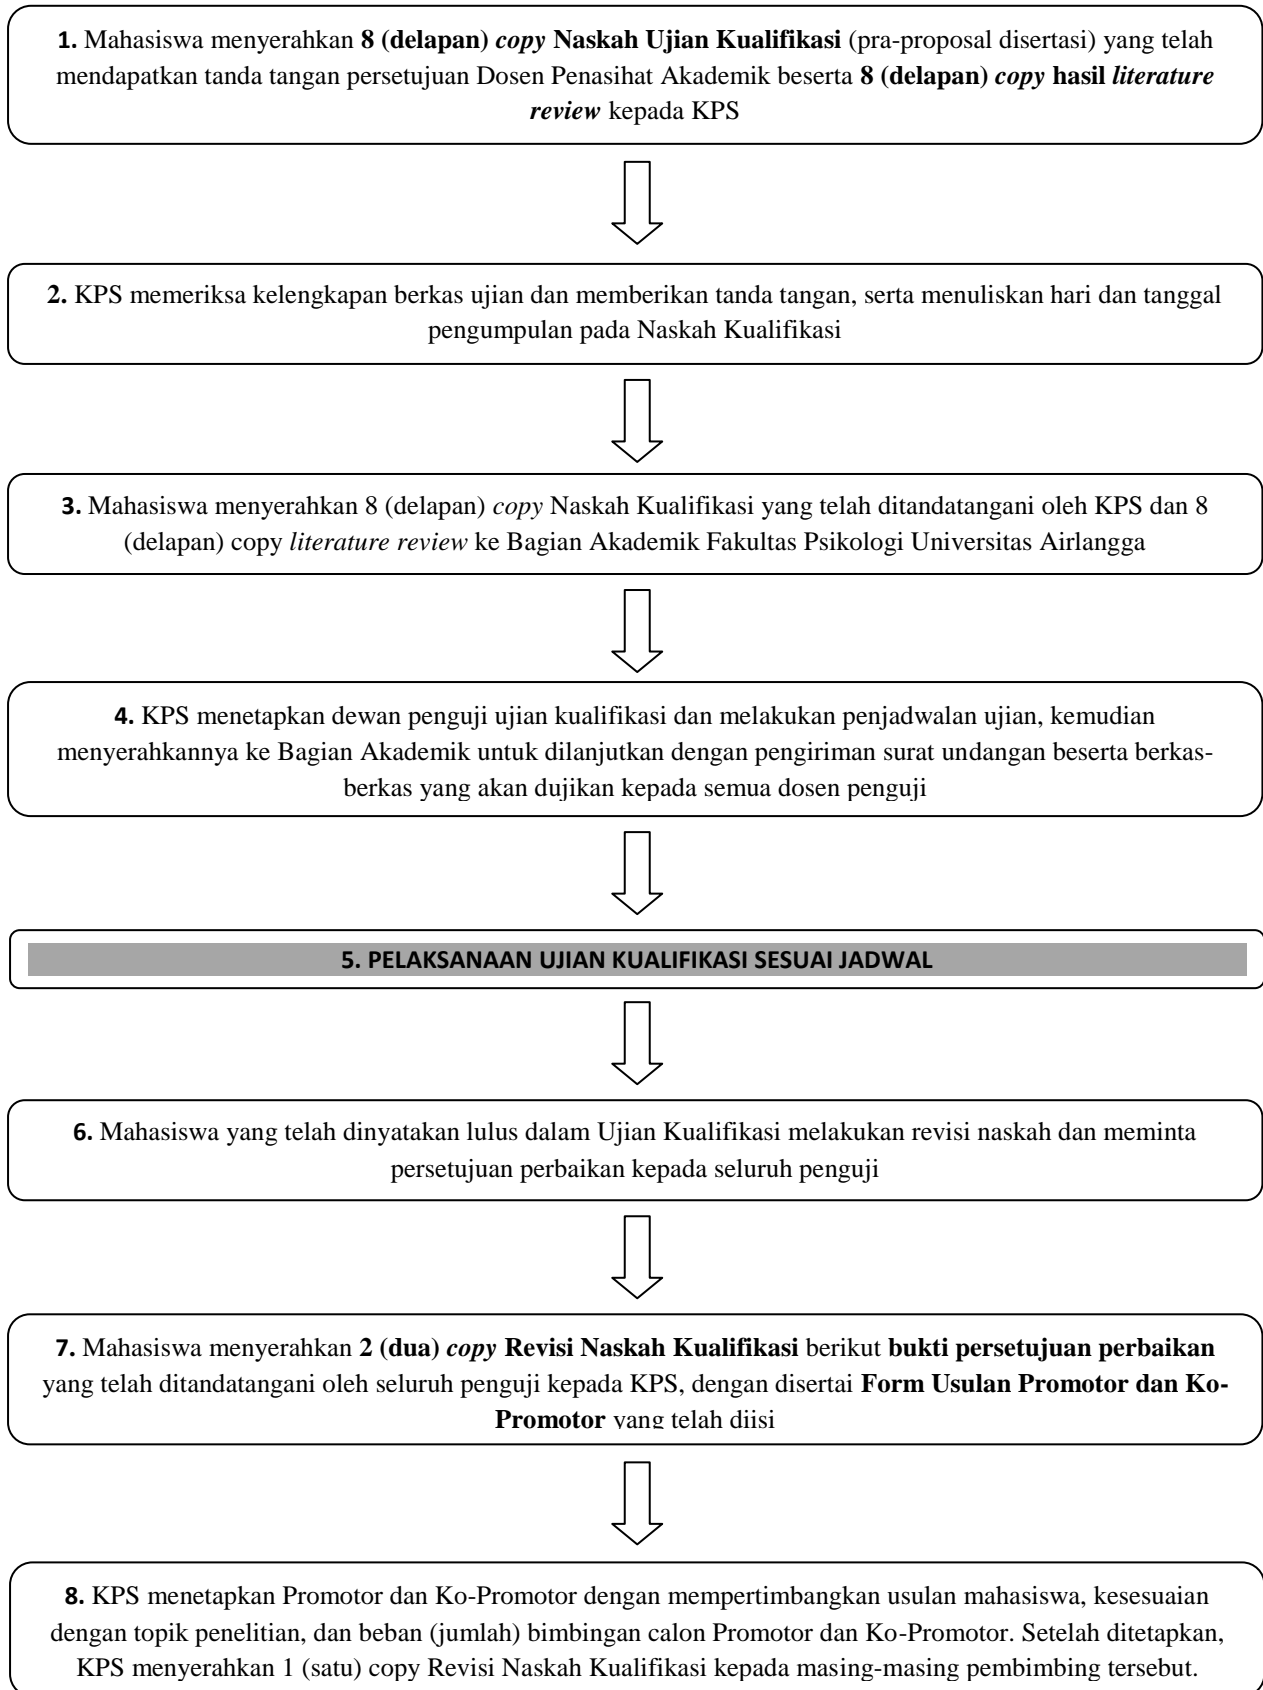 1. Mahasiswa menyerahkan 8 (delapan) copy Naskah Ujian Kualifikasi (pra-proposal disertasi) yang telah
mendapatkan tanda tangan persetujuan Dosen Penasihat Akademik beserta 8 (delapan) copy hasil literature
review kepada KPS
2. KPS memeriksa kelengkapan berkas ujian dan memberikan tanda tangan, serta menuliskan hari dan tanggal
pengumpulan pada Naskah Kualifikasi
3. Mahasiswa menyerahkan 8 (delapan) copy Naskah Kualifikasi yang telah ditandatangani oleh KPS dan 8
(delapan) copy literature review ke Bagian Akademik Fakultas Psikologi Universitas Airlangga
4. KPS menetapkan dewan penguji ujian kualifikasi dan melakukan penjadwalan ujian, kemudian
menyerahkannya ke Bagian Akademik untuk dilanjutkan dengan pengiriman surat undangan beserta berkas-
berkas yang akan dujikan kepada semua dosen penguji
5. PELAKSANAAN UJIAN KUALIFIKASI SESUAI JADWAL
6. Mahasiswa yang telah dinyatakan lulus dalam Ujian Kualifikasi melakukan revisi naskah dan meminta
persetujuan perbaikan kepada seluruh penguji
7. Mahasiswa menyerahkan 2 (dua) copy Revisi Naskah Kualifikasi berikut bukti persetujuan perbaikan
yang telah ditandatangani oleh seluruh penguji kepada KPS, dengan disertai Form Usulan Promotor dan Ko-
Promotor yang telah diisi
8. KPS menetapkan Promotor dan Ko-Promotor dengan mempertimbangkan usulan mahasiswa, kesesuaian
dengan topik penelitian, dan beban (jumlah) bimbingan calon Promotor dan Ko-Promotor. Setelah ditetapkan,
KPS menyerahkan 1 (satu) copy Revisi Naskah Kualifikasi kepada masing-masing pembimbing tersebut.